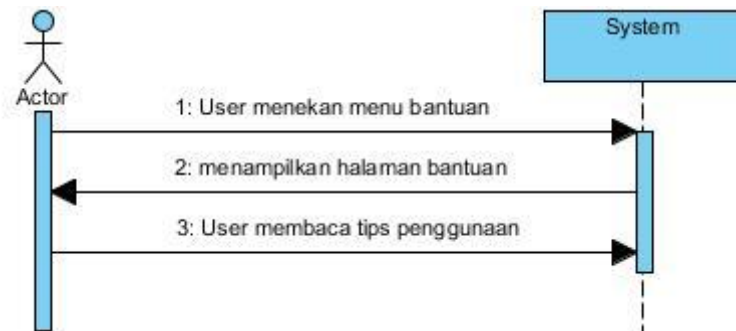 System
Actor
1: User menekan menu bantuan
2: menampilkan halaman bantuan
3: User membaca tips penggunaan